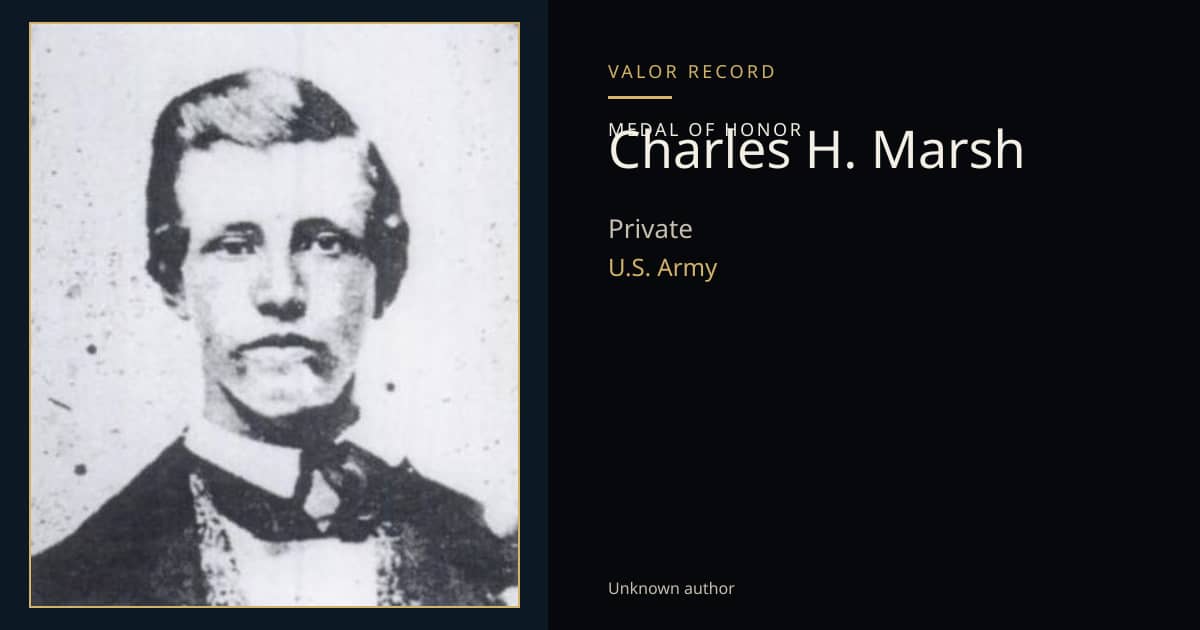 VALOR RECORD
MEDAL OF HONOR
Charles H. Marsh
Private
U.S. Army
Unknown author